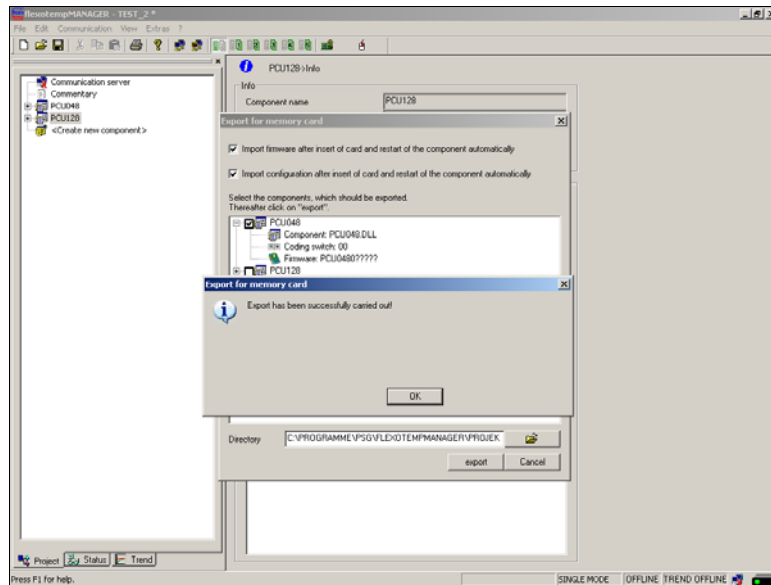 flexotempMANAGER - TEST_2 *
File Edit Communication View Extras ?
Communication server
Commentary
PCU048
PCU128
<Create new component>
PCU128>Info
Info
Component name PCU128
Export for memory card
Import firmware after insert of card and restart of the component automatically
Import configuration after insert of card and restart of the component automatically
Select the components, which should be exported.
Thereafter click on "export".
PCU048
Component: PCU048.DLL
Coding switch: 00
Firmware: PCU0480?????
PCU128
Export for memory card
Export has been successfully carried out!
OK
Directory C:\PROGRAMME\PSG\FLEXOTEMPMANAGER\PROJEK
export Cancel
Project Status Trend
Press F1 for help. SINGLE MODE OFFLINE TREND OFFLINE